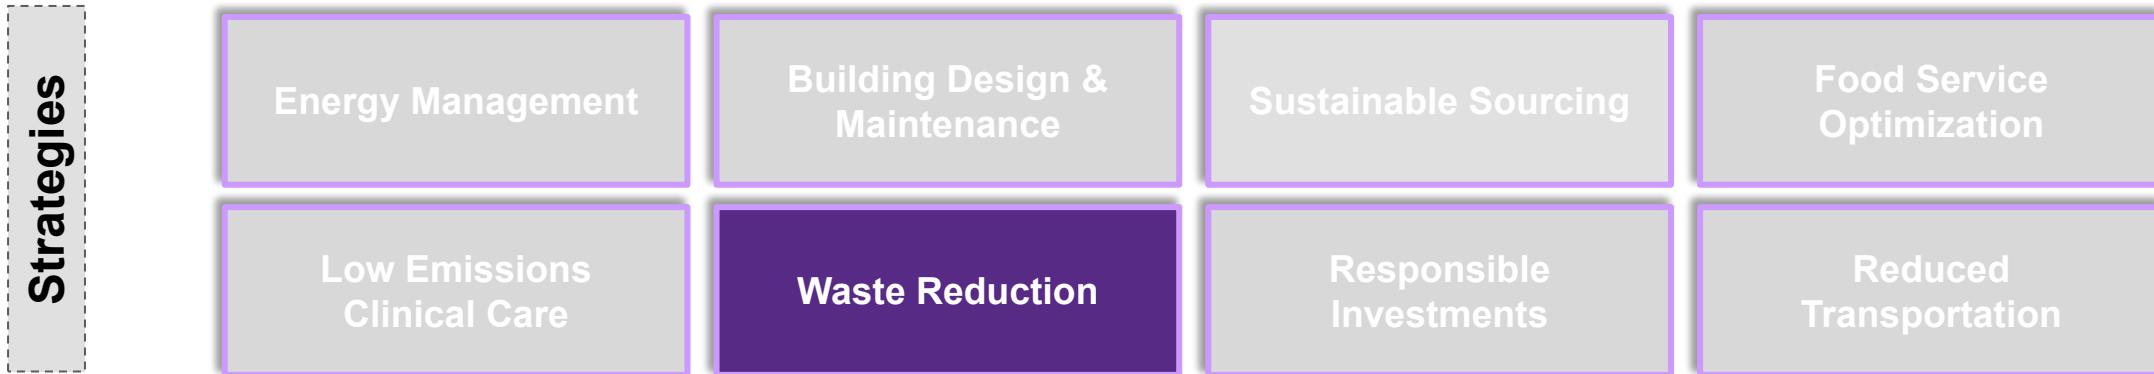 Strategies
Energy Management
Building Design &
Maintenance
Sustainable Sourcing
Food Service
Optimization
Low Emissions
Clinical Care
Waste Reduction
Responsible
Investments
Reduced
Transportation